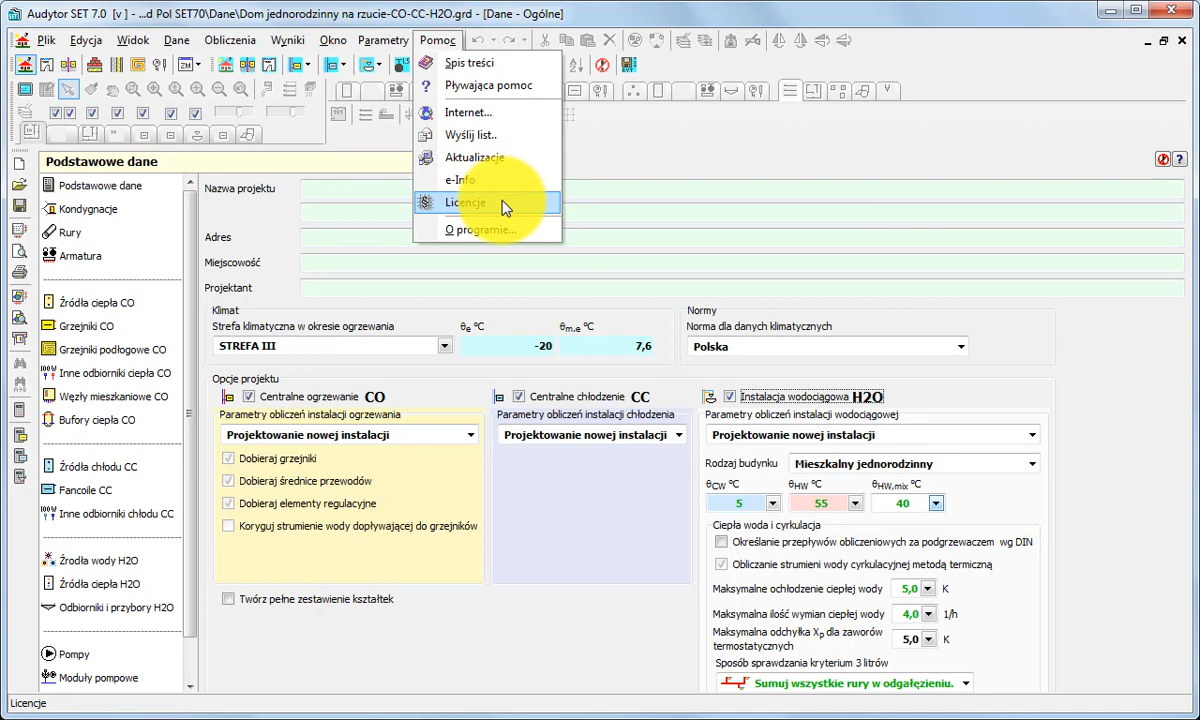 Audytor SET 7.0 [v ] - ...d Pol SET70\Dane\Dom jednorodzinny na rzucie-CO-CC-H2O.grd - [Dane - Ogólne]
Plik Edycja Widok Dane Obliczenia Wyniki Okno Parametry Pomoc
Spis treści
Pływająca pomoc
Internet...
Wyślij list..
Aktualizacje
e-Info
Licencje
O programie...
Podstawowe dane
Podstawowe dane
Kondygnacje
Rury
Armatura
Źródła ciepła CO
Grzejniki CO
Grzejniki podłogowe CO
Inne odbiorniki ciepła CO
Węzły mieszkaniowe CO
Bufory ciepła CO
Źródła chłodu CC
Fancoile CC
Inne odbiorniki chłodu CC
Źrodła wody H2O
Źródła ciepła H2O
Odbiorniki i przybory H2O
Pompy
Moduły pompowe
Nazwa projektu
Adres
Miejscowość
Projektant
Klimat
Strefa klimatyczna w okresie ogrzewania θe °C θm.e °C
STREFA III -20 7,6
Normy
Norma dla danych klimatycznych
Polska
Opcje projektu
Centralne ogrzewanie CO
Parametry obliczeń instalacji ogrzewania
Projektowanie nowej instalacji
Dobieraj grzejniki
Dobieraj średnice przewodów
Dobieraj elementy regulacyjne
Koryguj strumienie wody dopływającej do grzejników
Twórz pełne zestawienie kształtek
Centralne chłodzenie CC
Parametry obliczeń instalacji chłodzenia
Projektowanie nowej instalacji
Instalacja wodociągowa H2O
Parametry obliczeń instalacji wodociągowej
Projektowanie nowej instalacji
Rodzaj budynku Mieszkalny jednorodzinny
θCW °C θHW °C θHW,mix °C
5 55 40
Ciepła woda i cyrkulacja
Określanie przepływów obliczeniowych za podgrzewaczem wg DIN
Obliczanie strumieni wody cyrkulacyjnej metodą termiczną
Maksymalne ochłodzenie ciepłej wody 5,0 K
Maksymalna ilość wymian ciepłej wody 4,0 1/h
Maksymalna odchyłka Xp dla zaworów
termostatycznych 5,0 K
Sposób sprawdzania kryterium 3 litrów
Sumuj wszystkie rury w odgałęzieniu.
Licencje